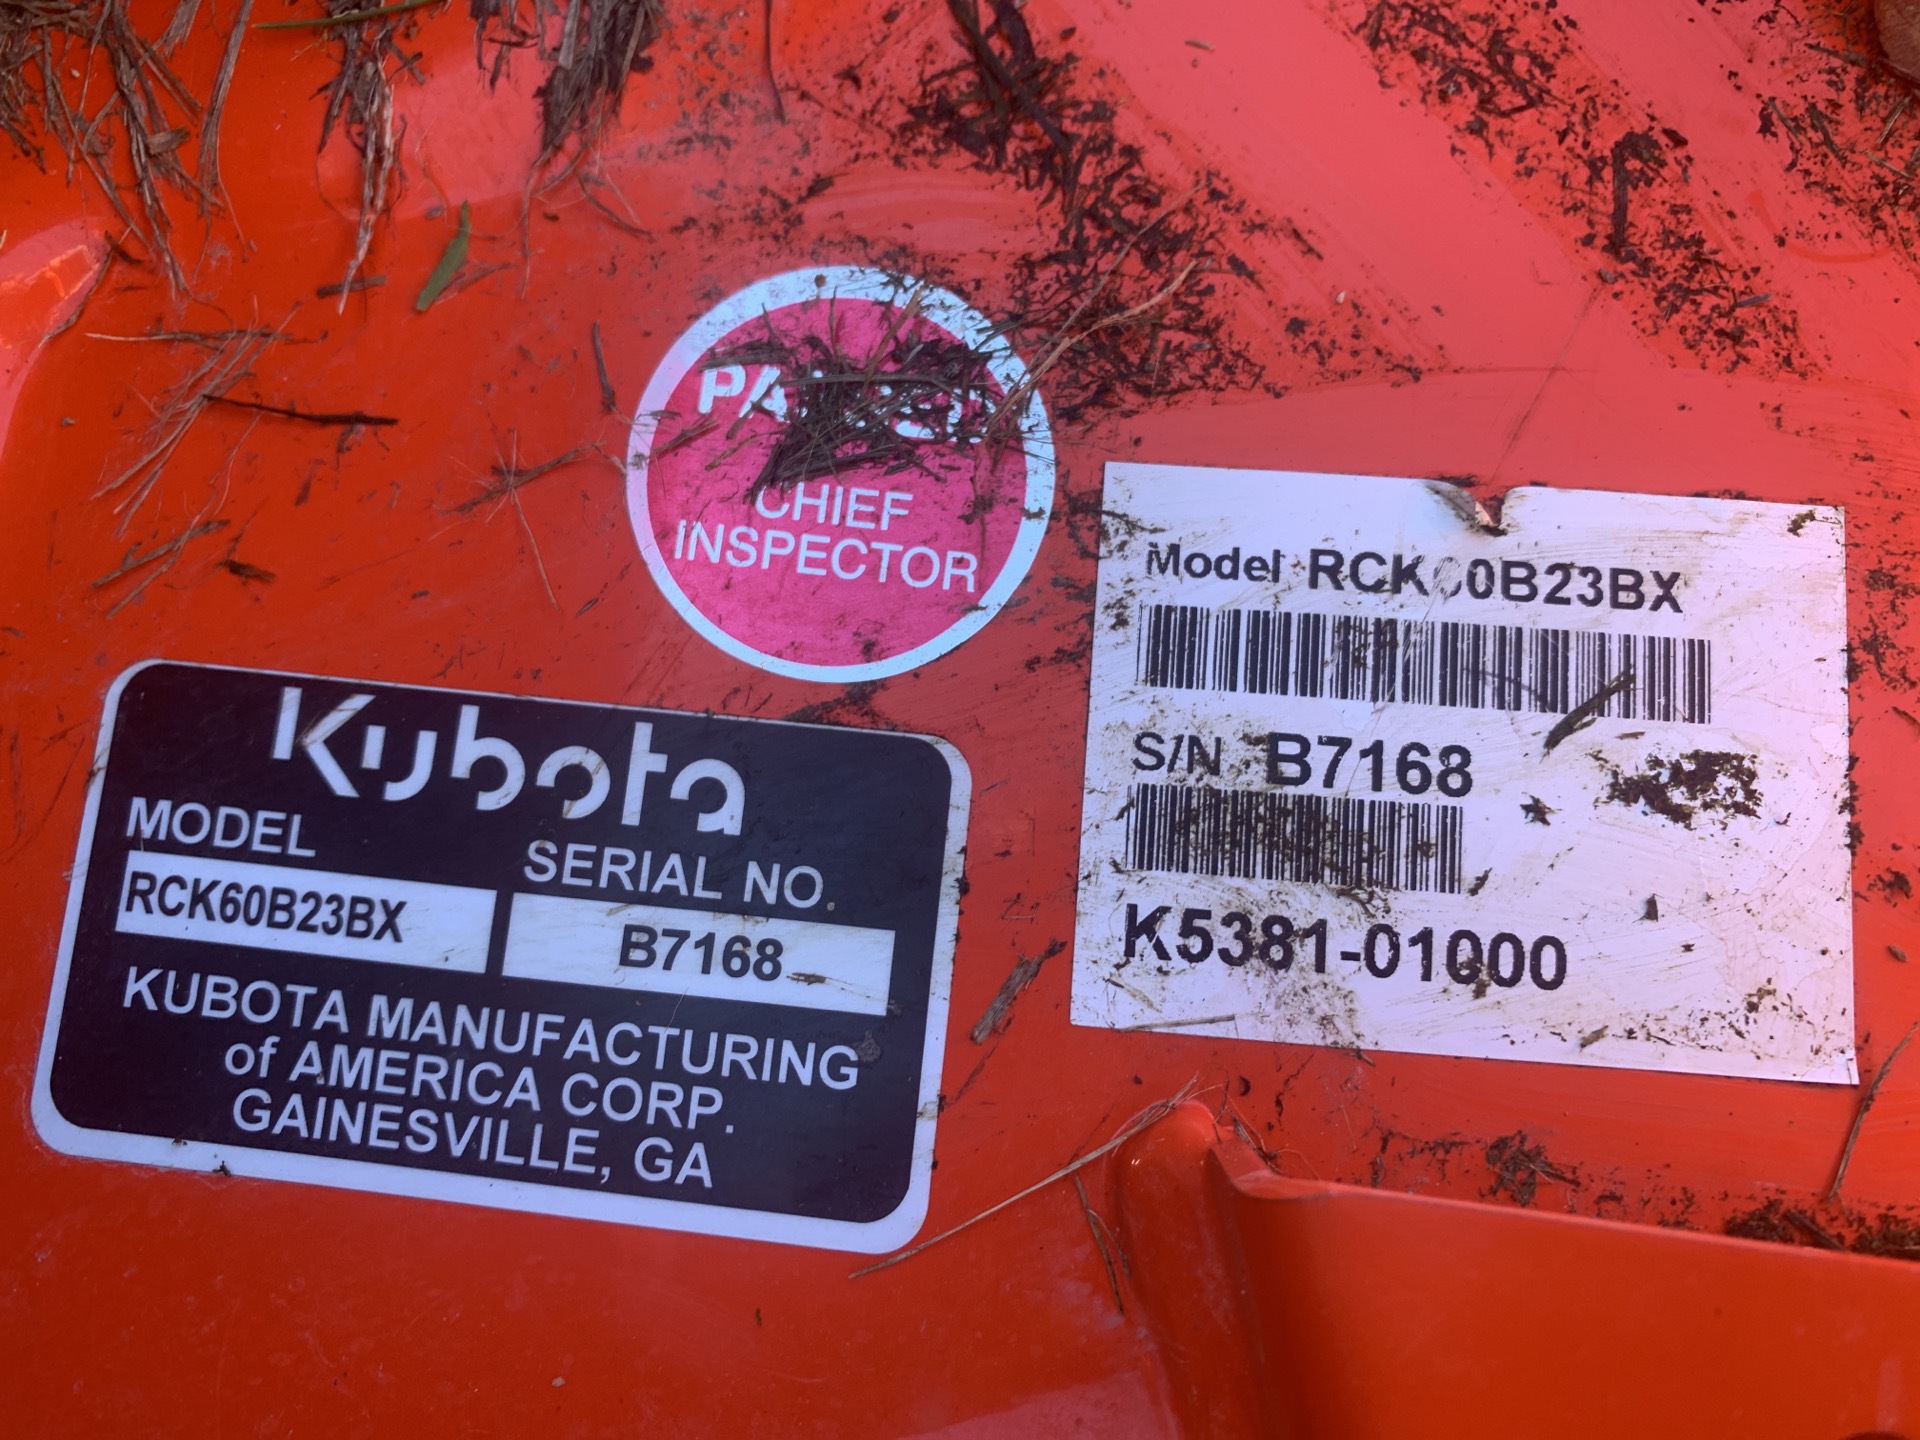 CHIEF
INSPECTOR
Kubota
MODEL
SERIAL NO.
RCK60B23BX
B7168
KUBOTA MANUFACTURING
of AMERICA CORP.
GAINESVILLE, GA
Model RCK60B23BX
S/N B7168
K5381-01000